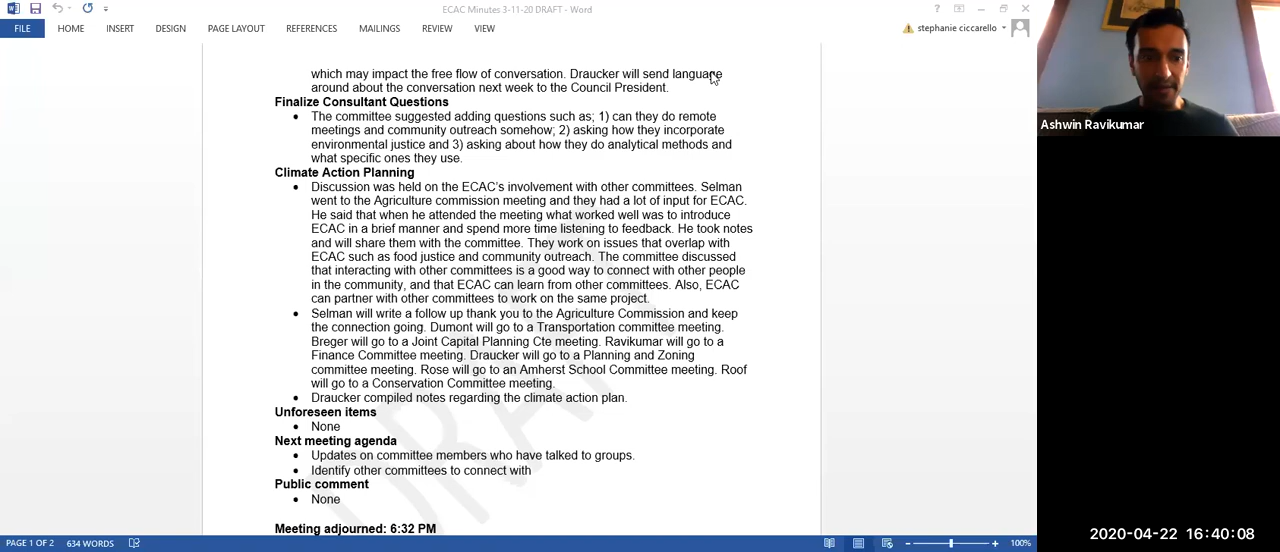 ECAC Minutes 3-11-20 DRAFT - Word
FILE HOME INSERT DESIGN PAGE LAYOUT REFERENCES MAILINGS REVIEW VIEW
stephanie ciccarello
which may impact the free flow of conversation. Draucker will send language
around about the conversation next week to the Council President.
Finalize Consultant Questions
The committee suggested adding questions such as; 1) can they do remote
meetings and community outreach somehow; 2) asking how they incorporate
environmental justice and 3) asking about how they do analytical methods and
what specific ones they use.
Climate Action Planning
Discussion was held on the ECAC's involvement with other committees. Selman
went to the Agriculture commission meeting and they had a lot of input for ECAC.
He said that when he attended the meeting what worked well was to introduce
ECAC in a brief manner and spend more time listening to feedback. He took notes
and will share them with the committee. They work on issues that overlap with
ECAC such as food justice and community outreach. The committee discussed
that interacting with other committees is a good way to connect with other people
in the community, and that ECAC can learn from other committees. Also, ECAC
can partner with other committees to work on the same project.
Selman will write a follow up thank you to the Agriculture Commission and keep
the connection going. Dumont will go to a Transportation committee meeting.
Breger will go to a Joint Capital Planning Cte meeting. Ravikumar will go to a
Finance Committee meeting. Draucker will go to a Planning and Zoning
committee meeting. Rose will go to an Amherst School Committee meeting. Roof
will go to a Conservation Committee meeting.
Draucker compiled notes regarding the climate action plan.
Unforeseen items
None
Next meeting agenda
Updates on committee members who have talked to groups.
Identify other committees to connect with
Public comment
None
Meeting adjourned: 6:32 PM
DRAFT
PAGE 1 OF 2 634 WORDS
100%
Ashwin Ravikumar
2020-04-22 16:40:08